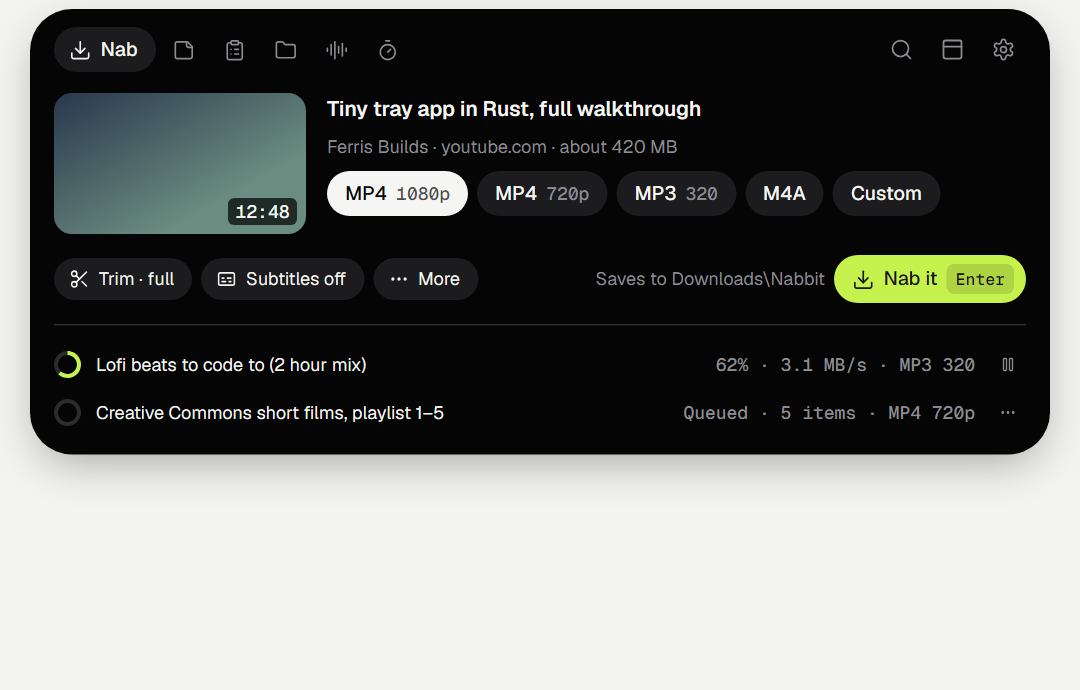 Nab
Tiny tray app in Rust, full walkthrough
Ferris Builds · youtube.com · about 420 MB
12:48
MP4 1080p MP4 720p MP3 320 M4A Custom
Trim · full Subtitles off More Saves to Downloads\Nabbit Nab it Enter
Lofi beats to code to (2 hour mix) 62% · 3.1 MB/s · MP3 320
Creative Commons short films, playlist 1–5 Queued · 5 items · MP4 720p